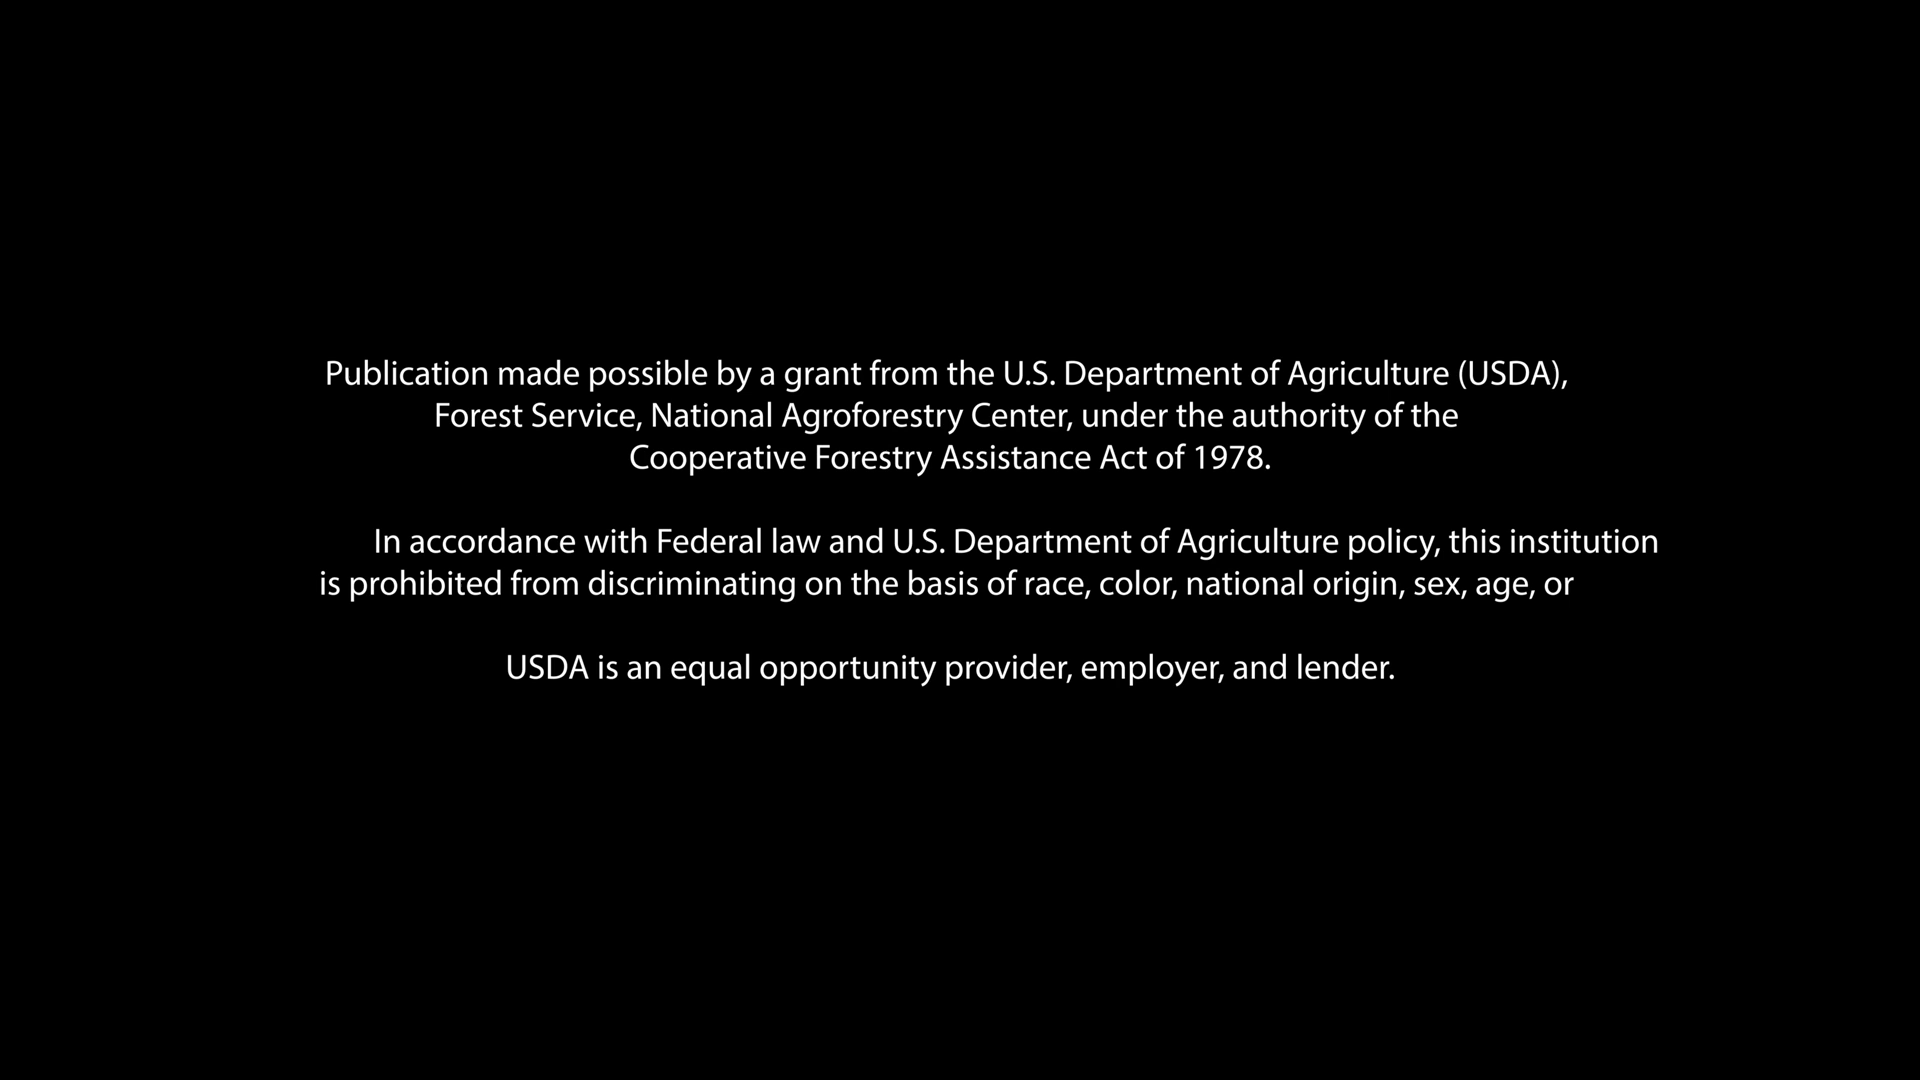 Publication made possible by a grant from the U.S. Department of Agriculture (USDA),
Forest Service, National Agroforestry Center, under the authority of the
Cooperative Forestry Assistance Act of 1978.
In accordance with Federal law and U.S. Department of Agriculture policy, this institution
is prohibited from discriminating on the basis of race, color, national origin, sex, age, or
USDA is an equal opportunity provider, employer, and lender.